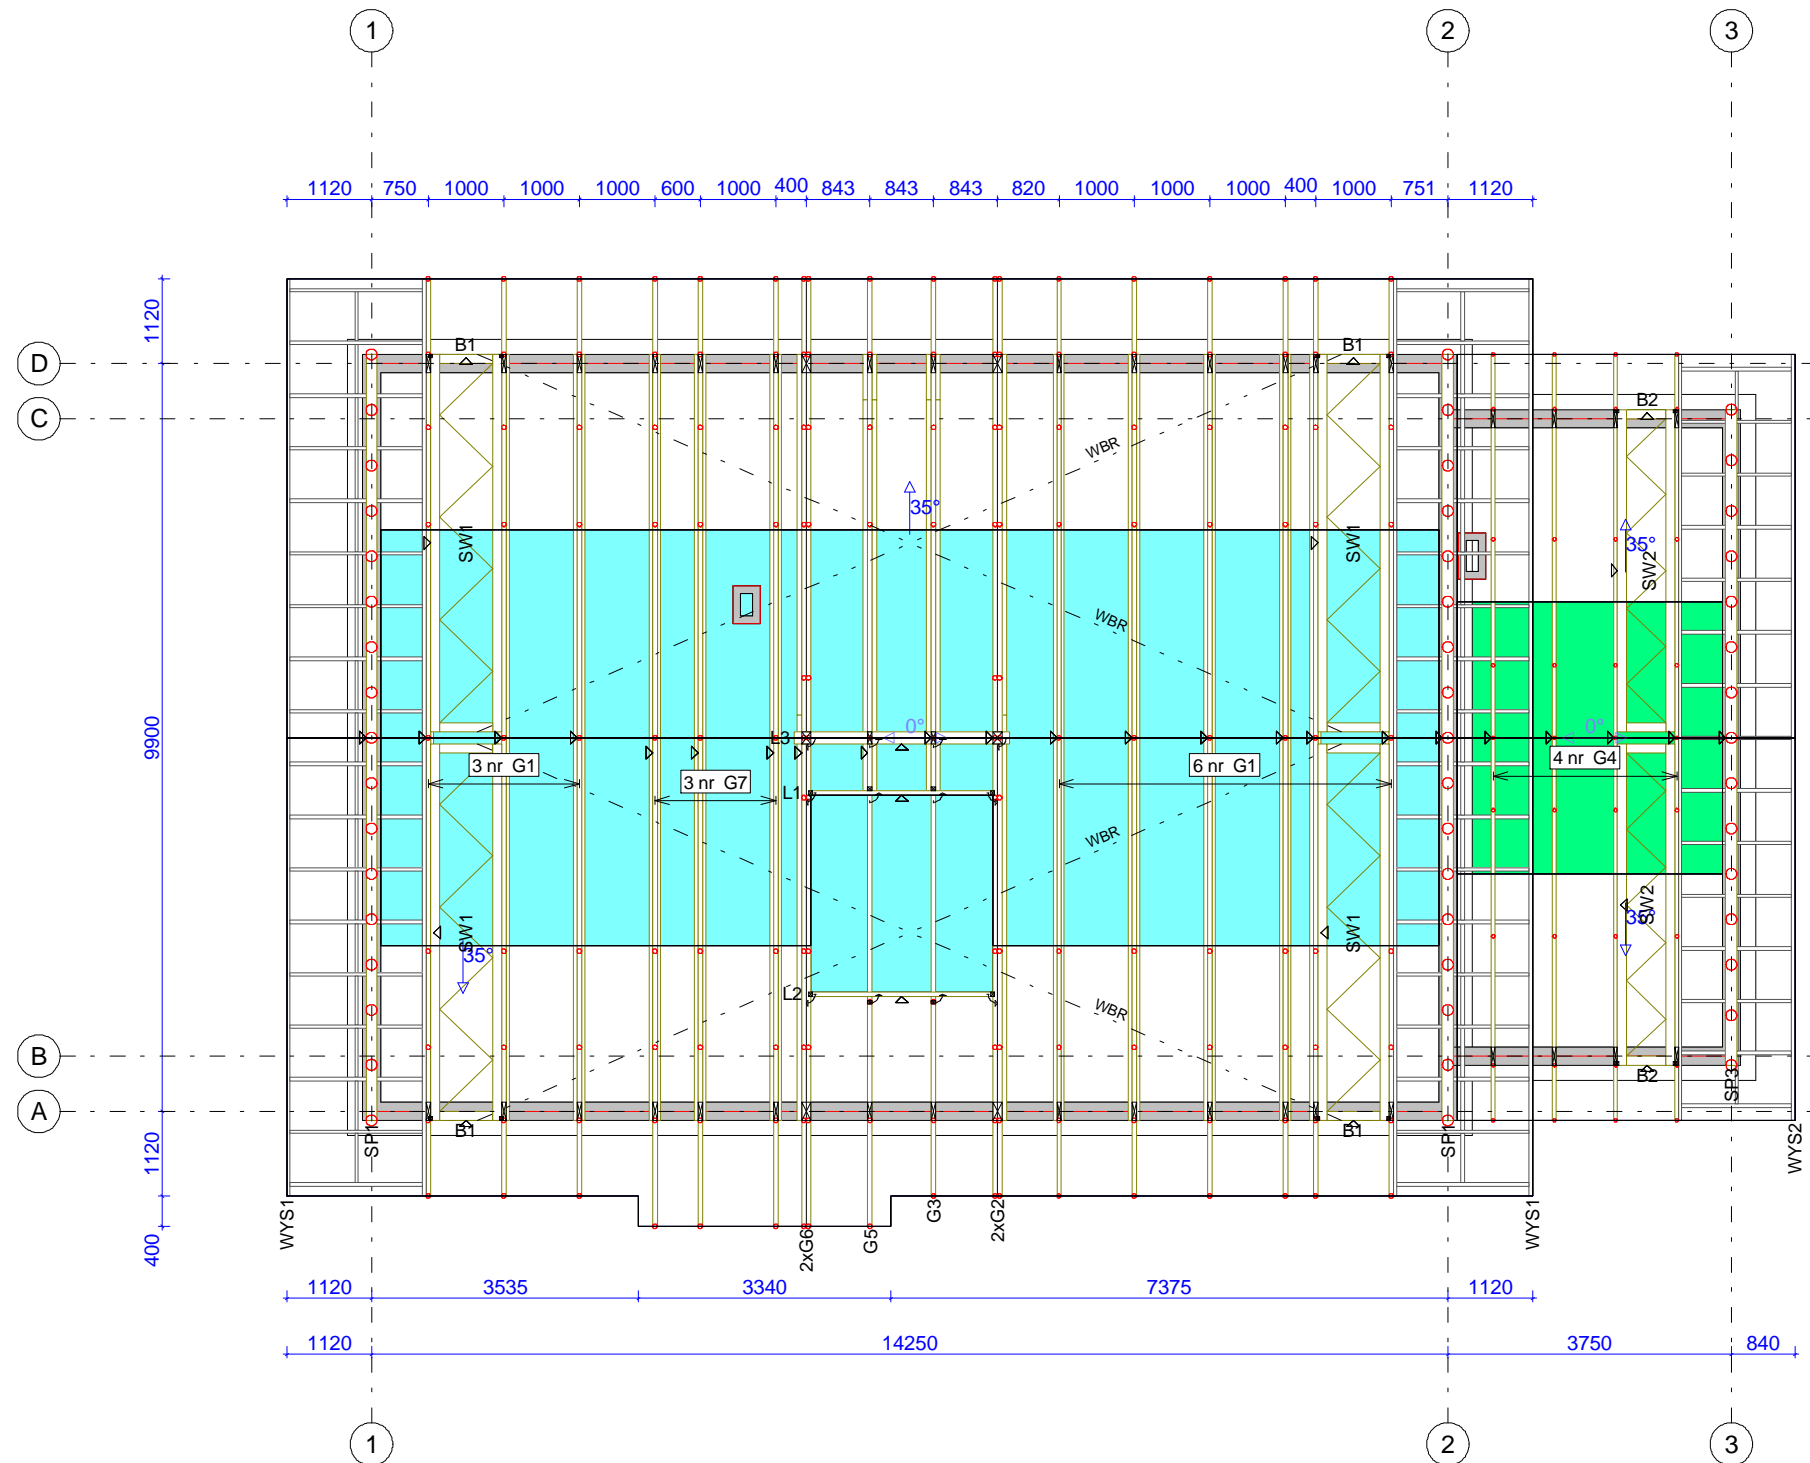 1 2 3
1120 750 1000 1000 1000 600 1000 400 843 843 843 820 1000 1000 1000 400 1000 751 1120
1120
D
B1 B1
C
B2
WBR
35°
SW1 SW1
35°
SW2
WBR
9900
0° 0°
L3
3 nr G1 3 nr G7 6 nr G1 4 nr G4
L1
WBR
SW1 SW1 SW2
35° 35°
L2
WBR
B
B2
SP3
A
B1 B1
SP1 SP1
WYS2
1120
WYS1 2xG6 G5 G3 2xG2 WYS1
400
1120 3535 3340 7375 1120
1120 14250 3750 840
1 2 3